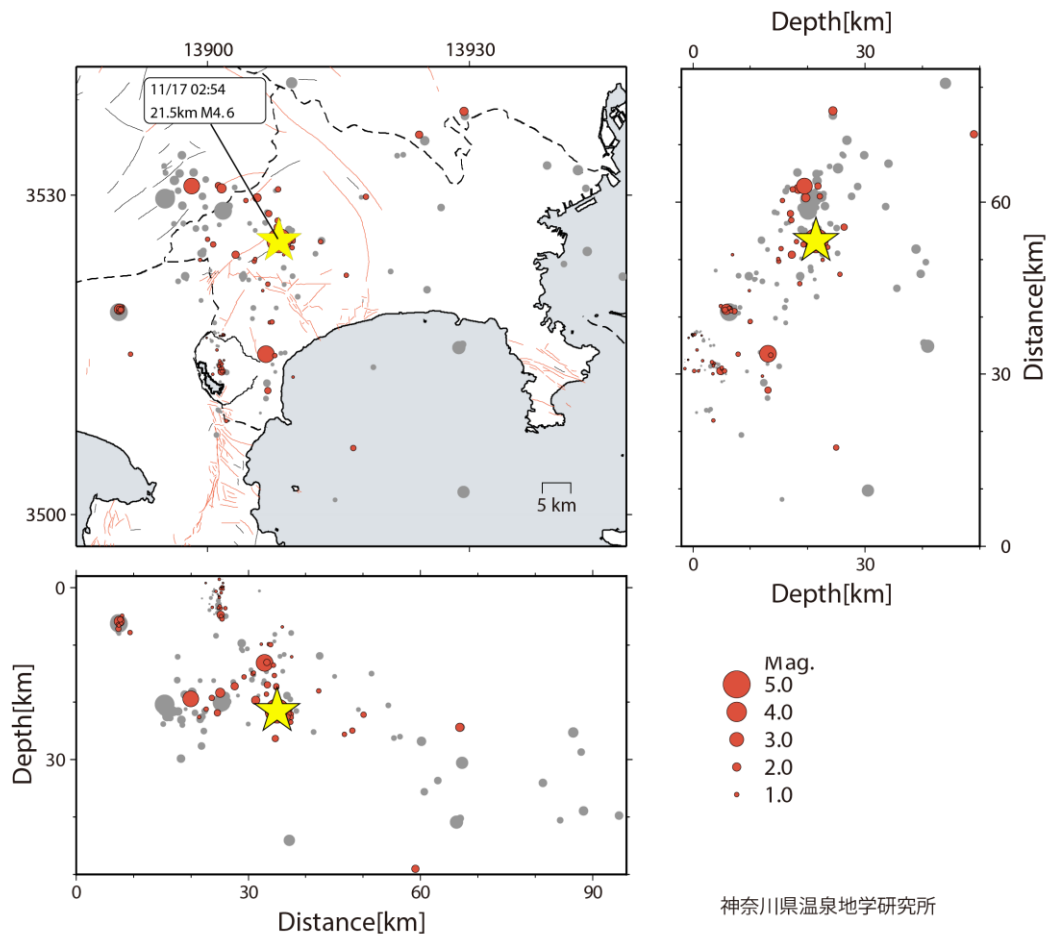 Depth[km]
13900 13930
0 30
11/17 02:54
21.5km M4.6
3530
3500
5 km
60
30
0
Distance[km]
Depth[km]
0
30
Depth[km]
0 30 60 90
Distance[km]
Mag.
5.0
4.0
3.0
2.0
1.0
神奈川県温泉地学研究所